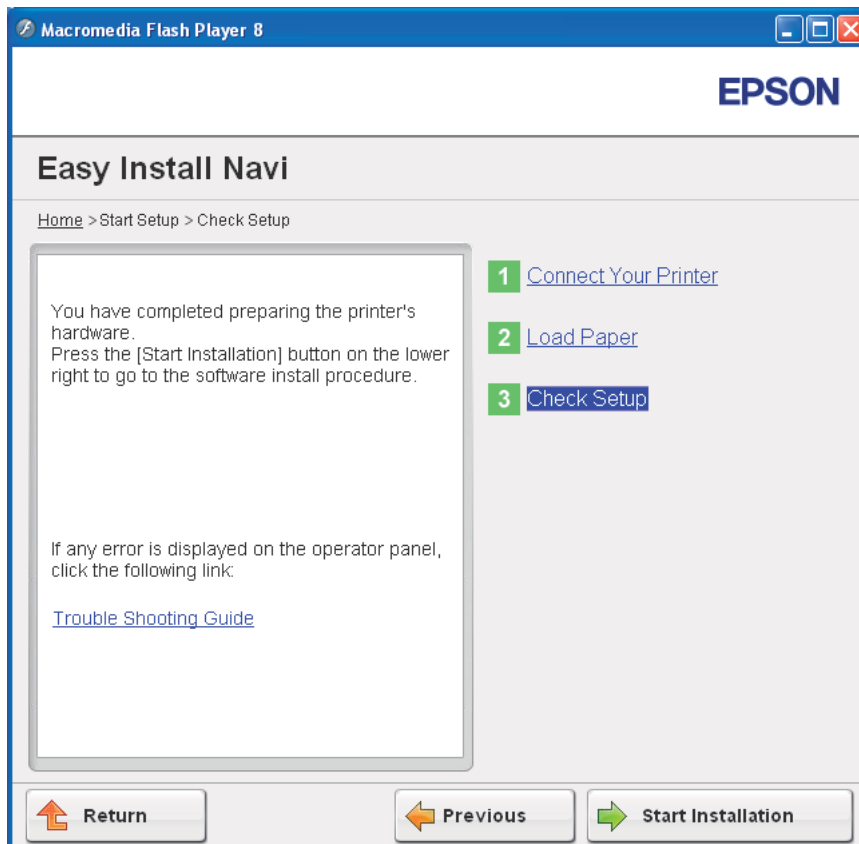 Macromedia Flash Player 8
EPSON
Easy Install Navi
Home > Start Setup > Check Setup
You have completed preparing the printer's
hardware.
Press the [Start Installation] button on the lower
right to go to the software install procedure.
If any error is displayed on the operator panel,
click the following link:
Trouble Shooting Guide
1 Connect Your Printer
2 Load Paper
3 Check Setup
Return
Previous
Start Installation